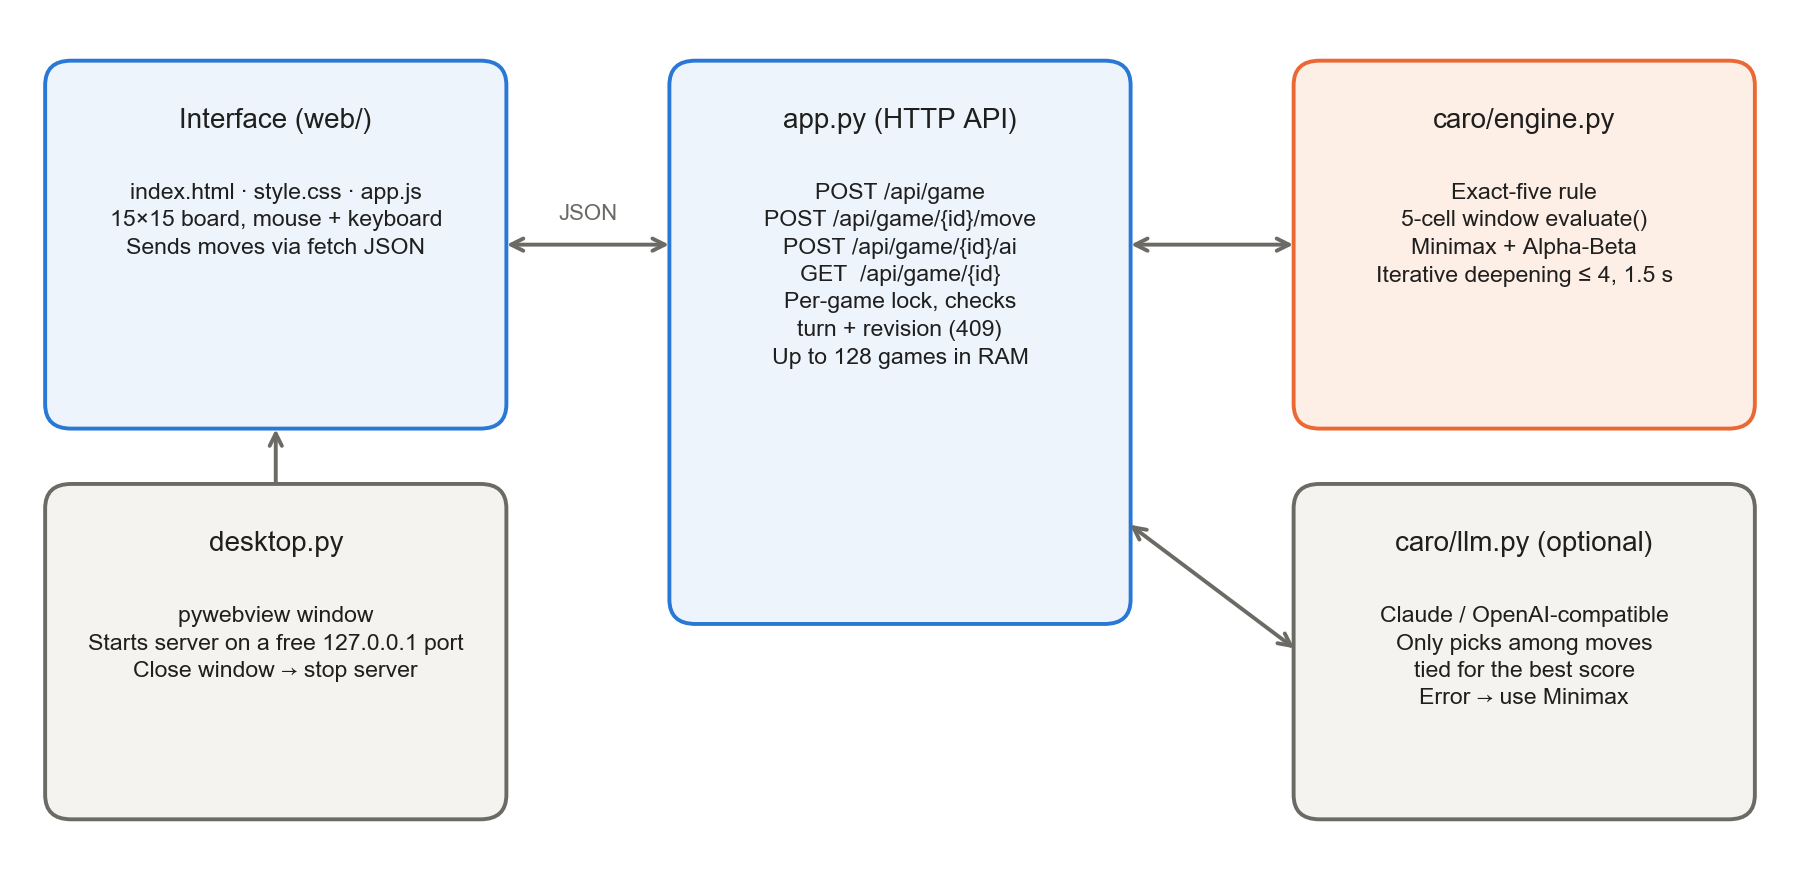 Interface (web/)
index.html · style.css · app.js
15×15 board, mouse + keyboard
Sends moves via fetch JSON
JSON
app.py (HTTP API)
POST /api/game
POST /api/game/{id}/move
POST /api/game/{id}/ai
GET  /api/game/{id}
Per-game lock, checks
turn + revision (409)
Up to 128 games in RAM
caro/engine.py
Exact-five rule
5-cell window evaluate()
Minimax + Alpha-Beta
Iterative deepening ≤ 4, 1.5 s
desktop.py
pywebview window
Starts server on a free 127.0.0.1 port
Close window → stop server
caro/llm.py (optional)
Claude / OpenAI-compatible
Only picks among moves
tied for the best score
Error → use Minimax